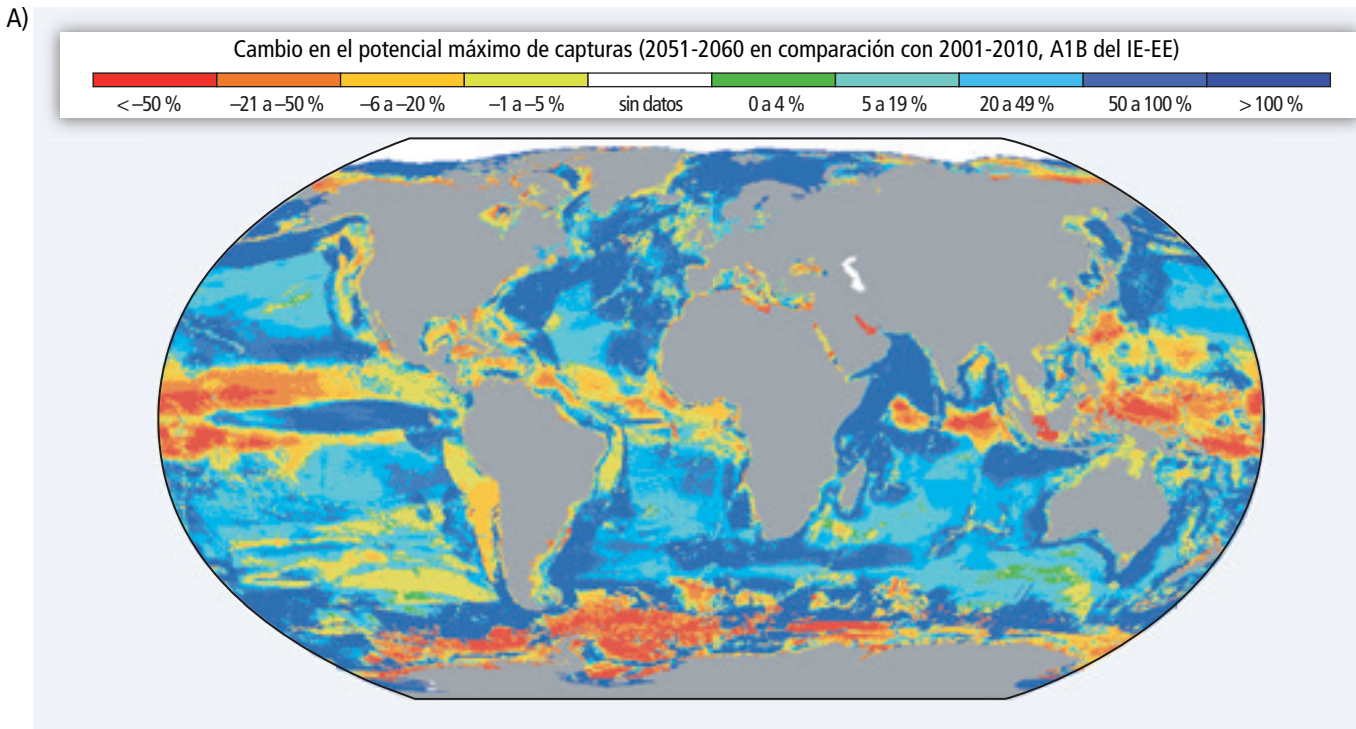 A)
Cambio en el potencial máximo de capturas (2051-2060 en comparación con 2001-2010, A1B del IE-EE)
< –50 % –21 a –50 % –6 a –20 % –1 a –5 % sin datos 0 a 4 % 5 a 19 % 20 a 49 % 50 a 100 % > 100 %